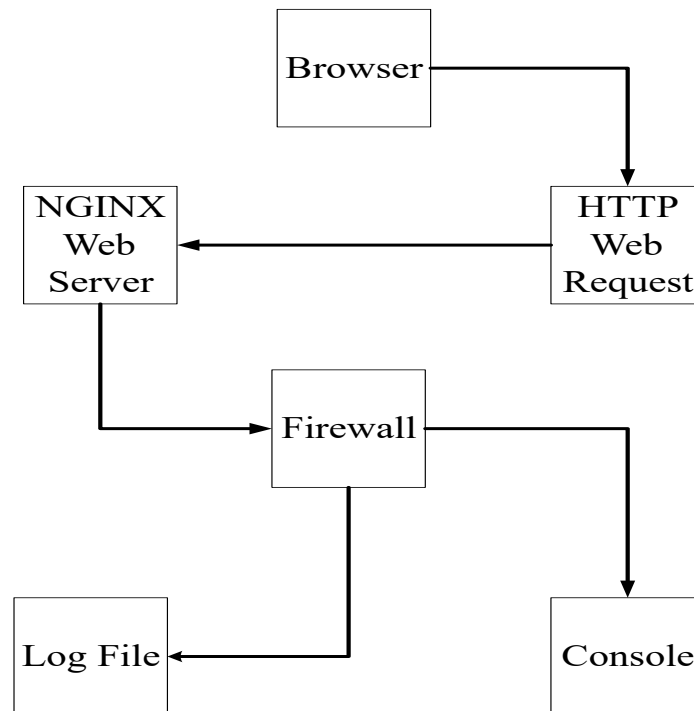 Browser
NGINX
Web
Server
HTTP
Web
Request
Firewall
Log File
Console